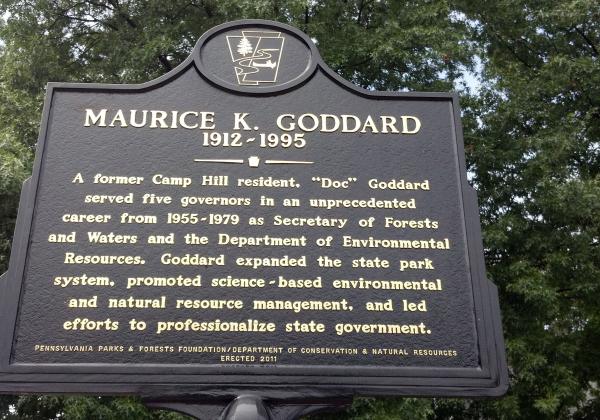 MAURICE K. GODDARD
1912-1995
A former Camp Hill resident, "Doc" Goddard
served five governors in an unprecedented
career from 1955-1979 as Secretary of Forests
and Waters and the Department of Environmental
Resources. Goddard expanded the state park
system, promoted science-based environmental
and natural resource management, and led
efforts to professionalize state government.
PENNSYLVANIA PARKS & FORESTS FOUNDATION/DEPARTMENT OF CONSERVATION & NATURAL RESOURCES
ERECTED 2011